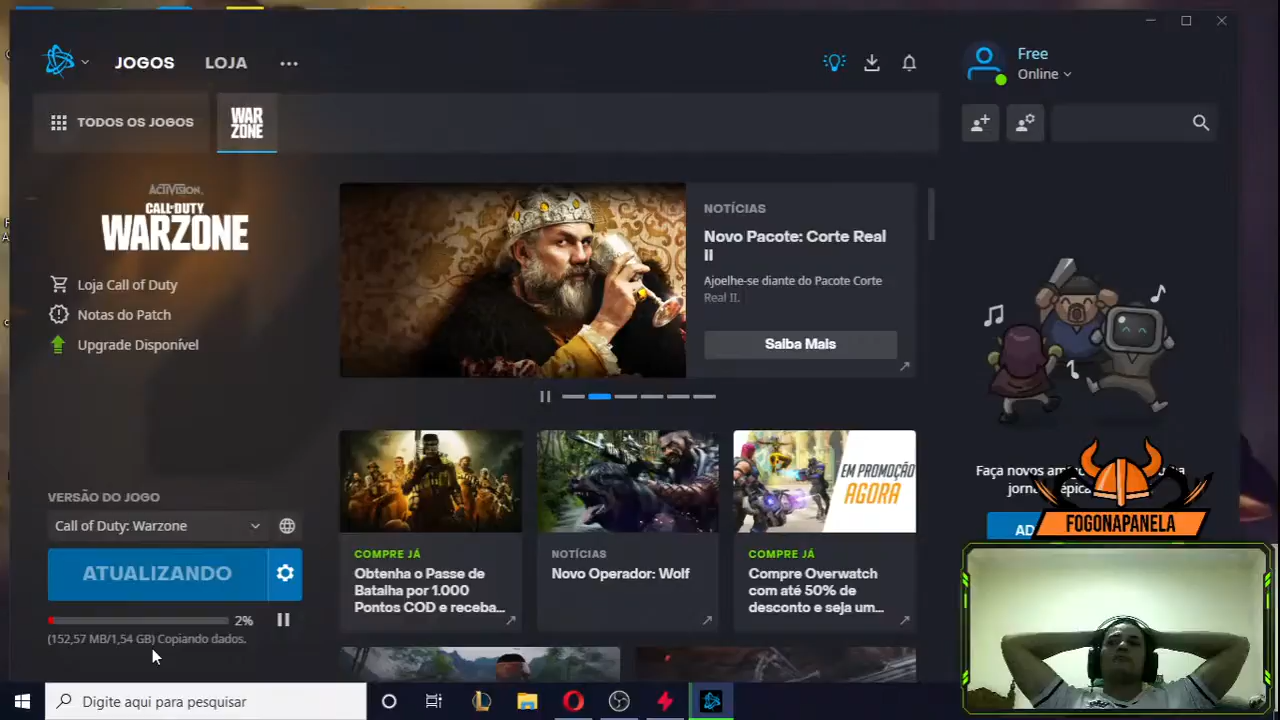 JOGOS
LOJA
Free
Online
TODOS OS JOGOS
WAR
ZONE
ACTIVISION.
CALL OF DUTY
WARZONE
Loja Call of Duty
Notas do Patch
Upgrade Disponível
NOTÍCIAS
Novo Pacote: Corte Real
II
Ajoelhe-se diante do Pacote Corte
Real II.
Saiba Mais
EM PROMOÇÃO
AGORA
COMPRE JÁ
Obtenha o Passe de
Batalha por 1.000
Pontos COD e receba...
NOTÍCIAS
Novo Operador: Wolf
COMPRE JÁ
Compre Overwatch
com até 50% de
desconto e seja um...
Faça novos
FOGONAPANELA
VERSÃO DO JOGO
Call of Duty: Warzone
ATUALIZANDO
2%
(152,57 MB/1,54 GB) Copiando dados.
Digite aqui para pesquisar